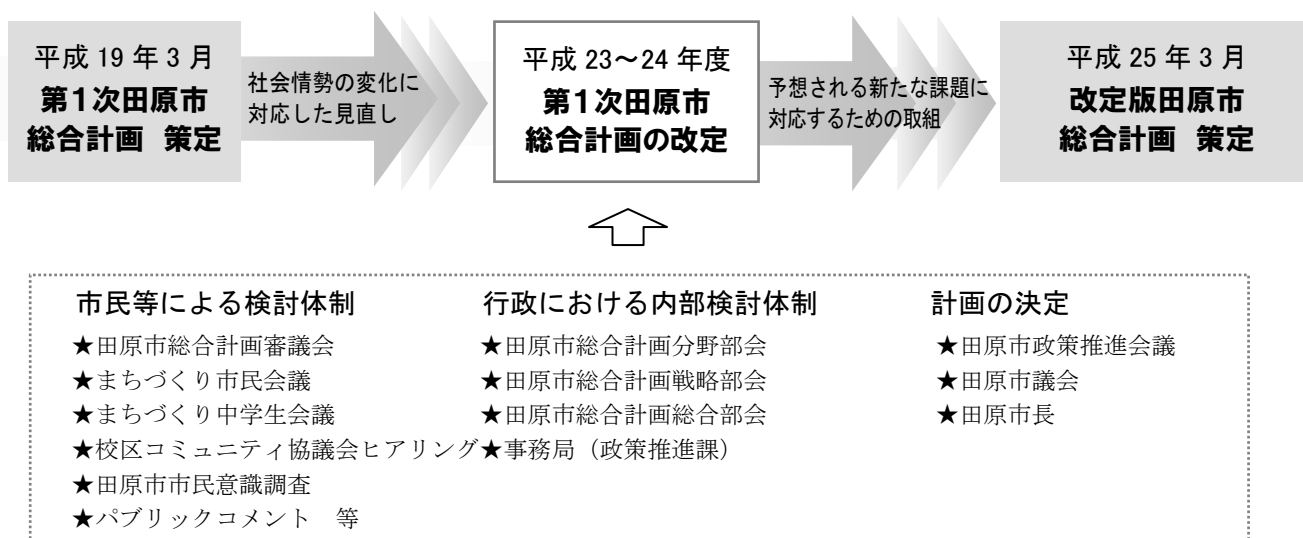 平成 19 年 3 月
第1次田原市
総合計画 策定
社会情勢の変化に
対応した見直し
平成 23～24 年度
第1次田原市
総合計画の改定
予想される新たな課題に
対応するための取組
平成 25 年 3 月
改定版田原市
総合計画 策定
市民等による検討体制
★田原市総合計画審議会
★まちづくり市民会議
★まちづくり中学生会議
★校区コミュニティ協議会ヒアリング
★田原市市民意識調査
★パブリックコメント 等
行政における内部検討体制
★田原市総合計画分野部会
★田原市総合計画戦略部会
★田原市総合計画総合部会
★事務局（政策推進課）
計画の決定
★田原市政策推進会議
★田原市議会
★田原市長